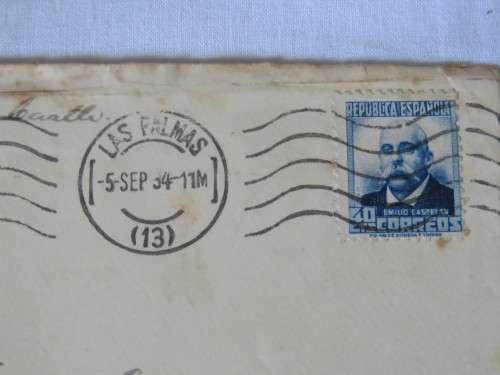 LAS PALMAS
-5·SEP 34-11M
(13)
REPUBLICA ESPAÑOLA
EMILIO CASTELAR
40 CORREOS